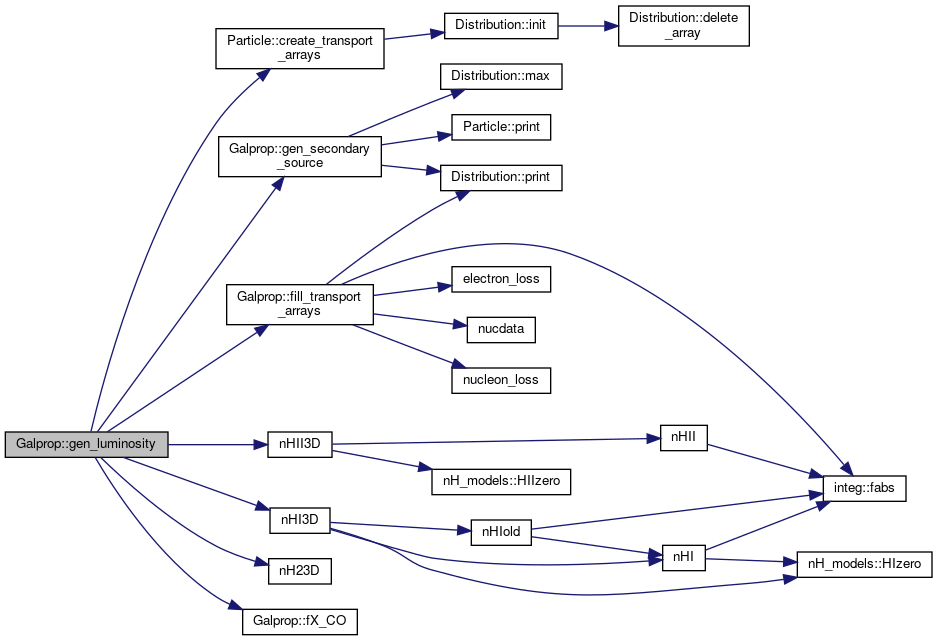 Particle::create_transport
_arrays
Distribution::init
Distribution::delete
_array
Distribution::max
Galprop::gen_secondary
_source
Particle::print
Distribution::print
Galprop::fill_transport
_arrays
electron_loss
nucdata
nucleon_loss
Galprop::gen_luminosity
nHII3D
nHII
nH_models::HIIzero
integ::fabs
nHI3D
nHIold
nHI
nH_models::HIzero
nH23D
Galprop::fX_CO